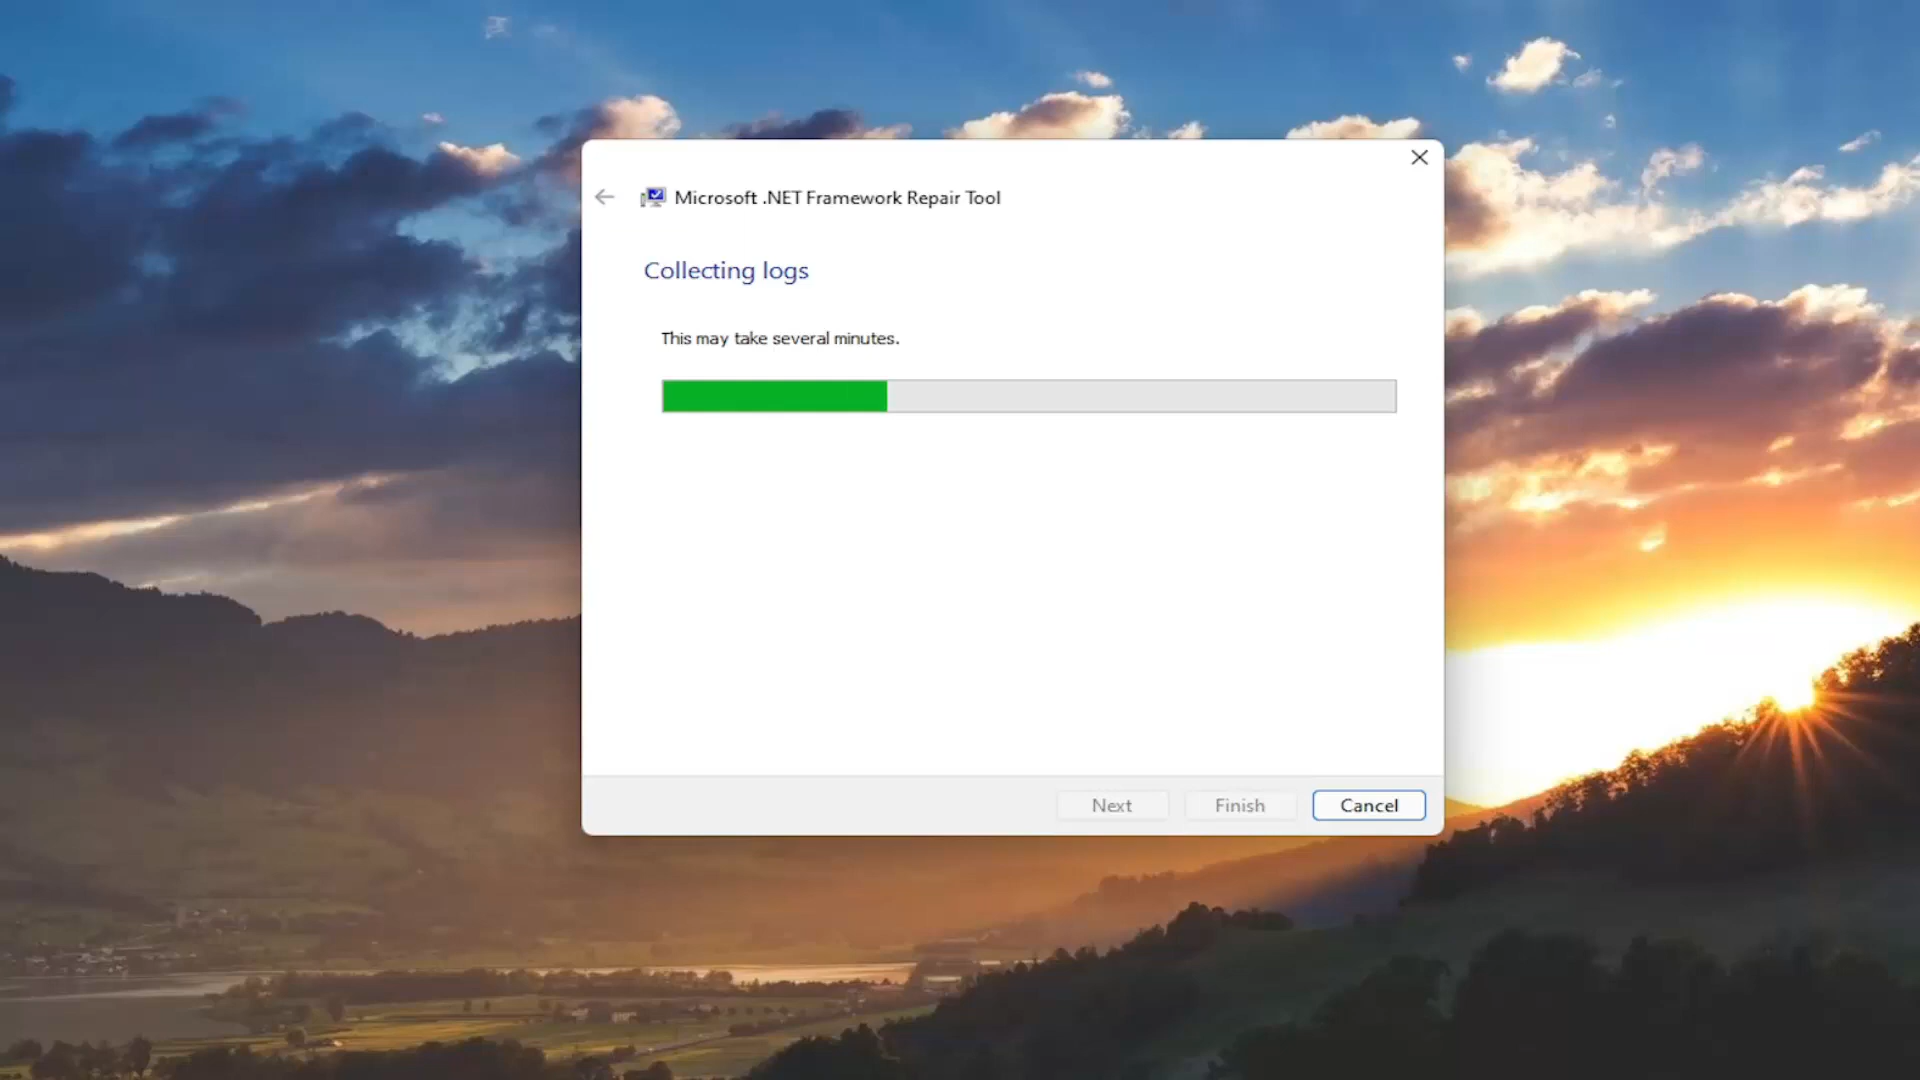 Microsoft .NET Framework Repair Tool
Collecting logs
This may take several minutes.
Next
Finish
Cancel